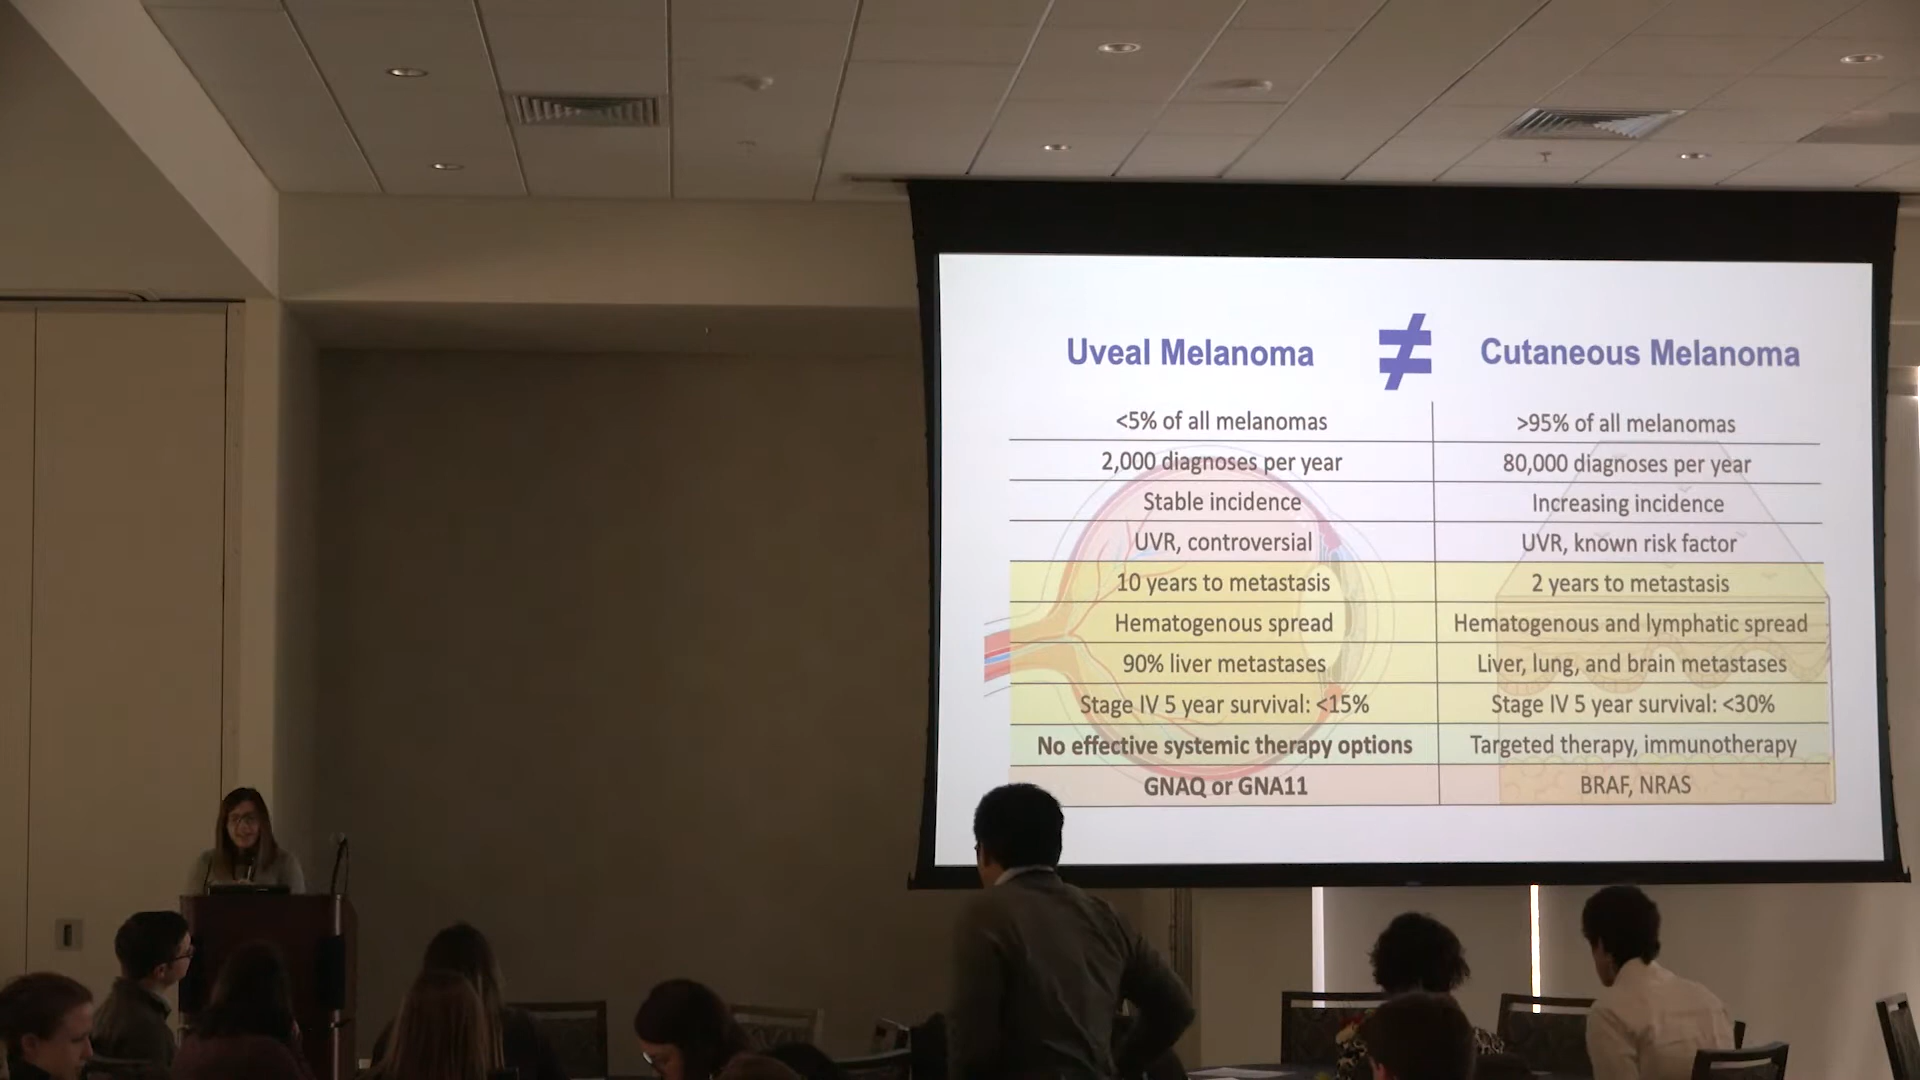 Uveal Melanoma ≠ Cutaneous Melanoma
<5% of all melanomas >95% of all melanomas
2,000 diagnoses per year 80,000 diagnoses per year
Stable incidence Increasing incidence
UVR, controversial UVR, known risk factor
10 years to metastasis 2 years to metastasis
Hematogenous spread Hematogenous and lymphatic spread
90% liver metastases Liver, lung, and brain metastases
Stage IV 5 year survival: <15% Stage IV 5 year survival: <30%
No effective systemic therapy options Targeted therapy, immunotherapy
GNAQ or GNA11 BRAF, NRAS